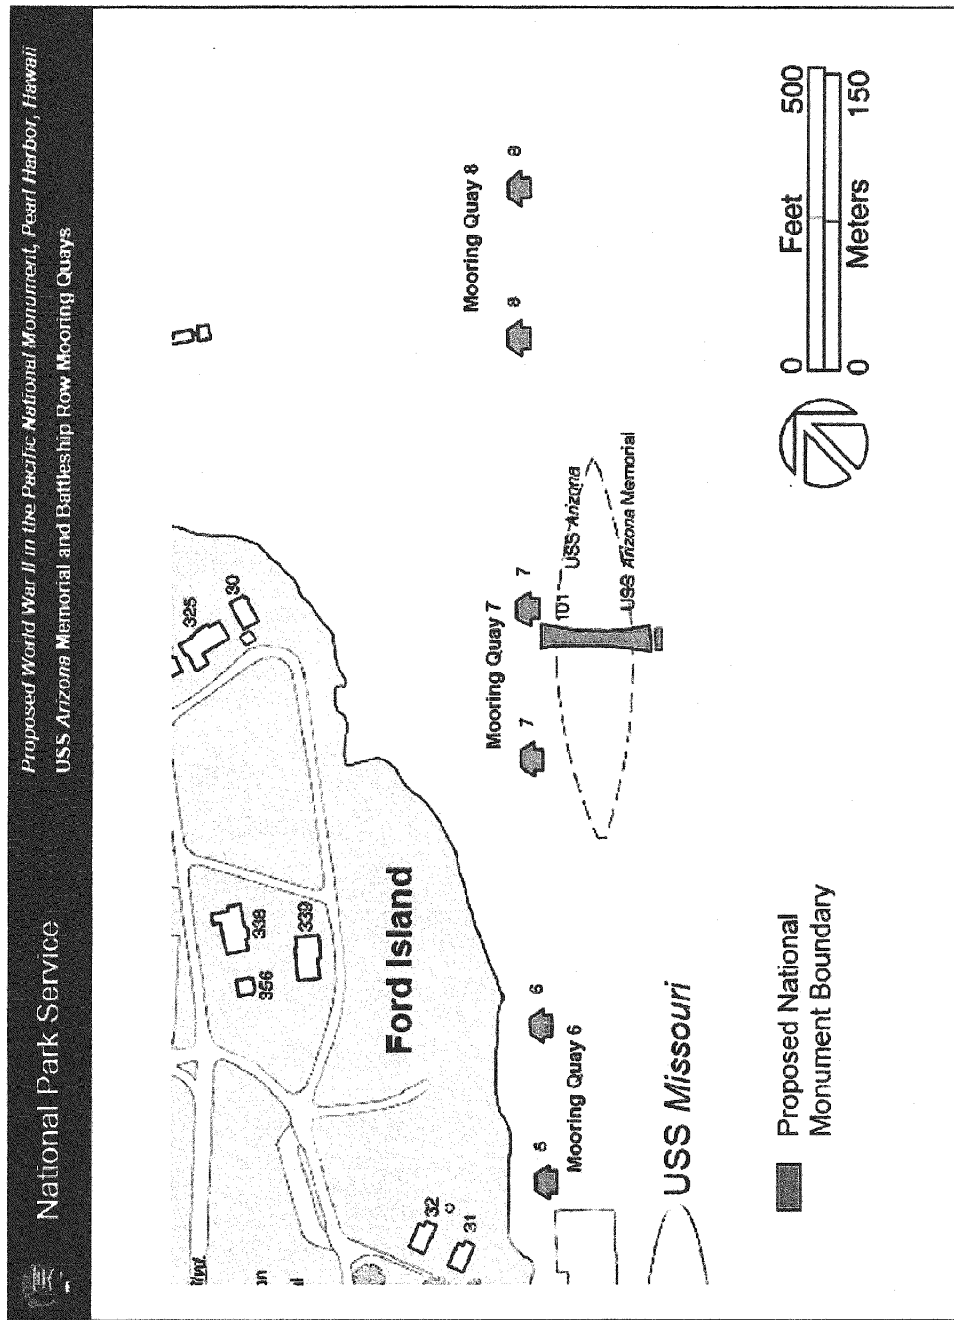 National Park Service
Proposed World War II in the Pacific National Monument, Pearl Harbor, Hawaii
USS Arizona Memorial and Battleship Row Mooring Quays
325
30
338
356
339
Ford Island
32
31
Mooring Quay 8
8
8
Mooring Quay 7
7
7
101
USS Arizona
USS Arizona Memorial
6
5
Mooring Quay 6
USS Missouri
Proposed National
Monument Boundary
0 Feet 500
0 Meters 150